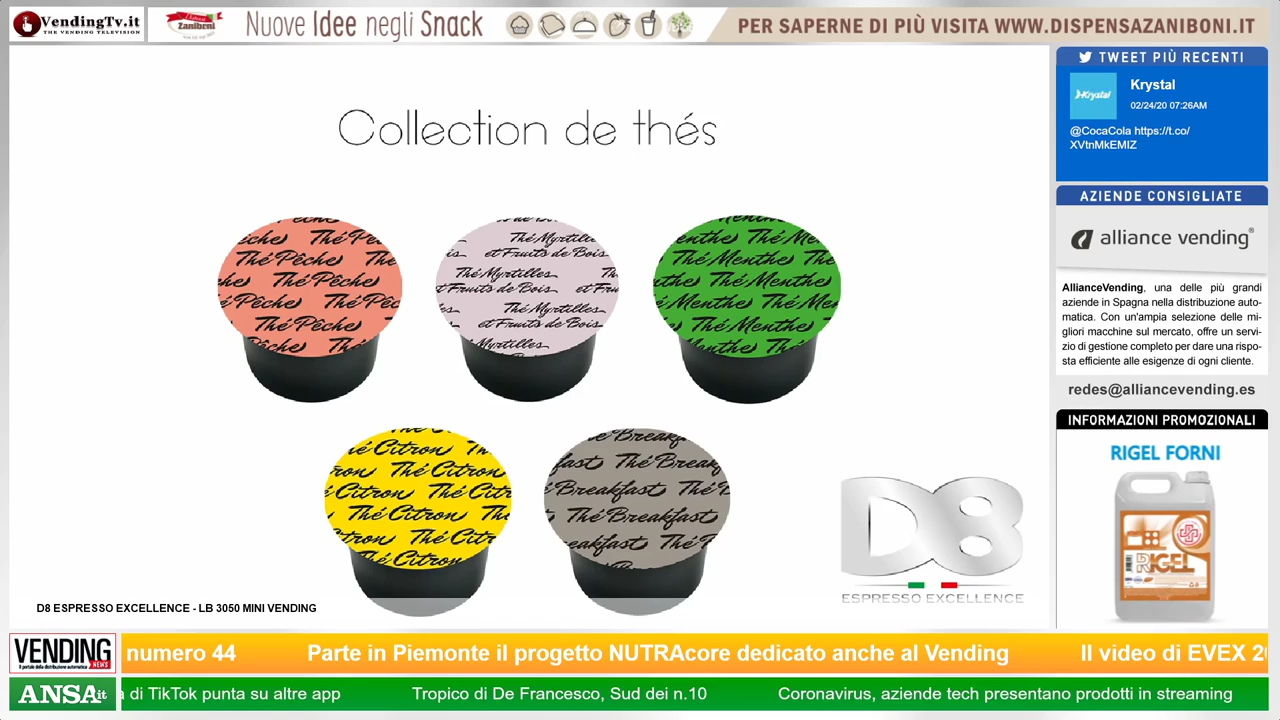 VendingTv.it
THE VENDING TELEVISION
Zaniboni
Nuove Idee negli Snack
PER SAPERNE DI PIÙ VISITA WWW.DISPENSAZANIBONI.IT
Collection de thés
Thé Pêche
Thé Myrtilles
et Fruits de Bois
Thé Menthe
Thé Citron
Thé Breakfast
D8
ESPRESSO EXCELLENCE
D8 ESPRESSO EXCELLENCE - LB 3050 MINI VENDING
TWEET PIÙ RECENTI
Krystal
Krystal
02/24/20 07:26AM
@CocaCola https://t.co/
XVtnMkEMIZ
AZIENDE CONSIGLIATE
alliance vending®
AllianceVending, una delle più grandi
aziende in Spagna nella distribuzione auto-
matica. Con un'ampia selezione delle mi-
gliori macchine sul mercato, offre un servi-
zio di gestione completo per dare una rispo-
sta efficiente alle esigenze di ogni cliente.
redes@alliancevending.es
INFORMAZIONI PROMOZIONALI
RIGEL FORNI
RIGEL
VENDING
NEWS
Il portale della distribuzione automatica
numero 44 Parte in Piemonte il progetto NUTRAcore dedicato anche al Vending Il video di EVEX 20
ANSA.it
a di TikTok punta su altre app Tropico di De Francesco, Sud dei n.10 Coronavirus, aziende tech presentano prodotti in streaming